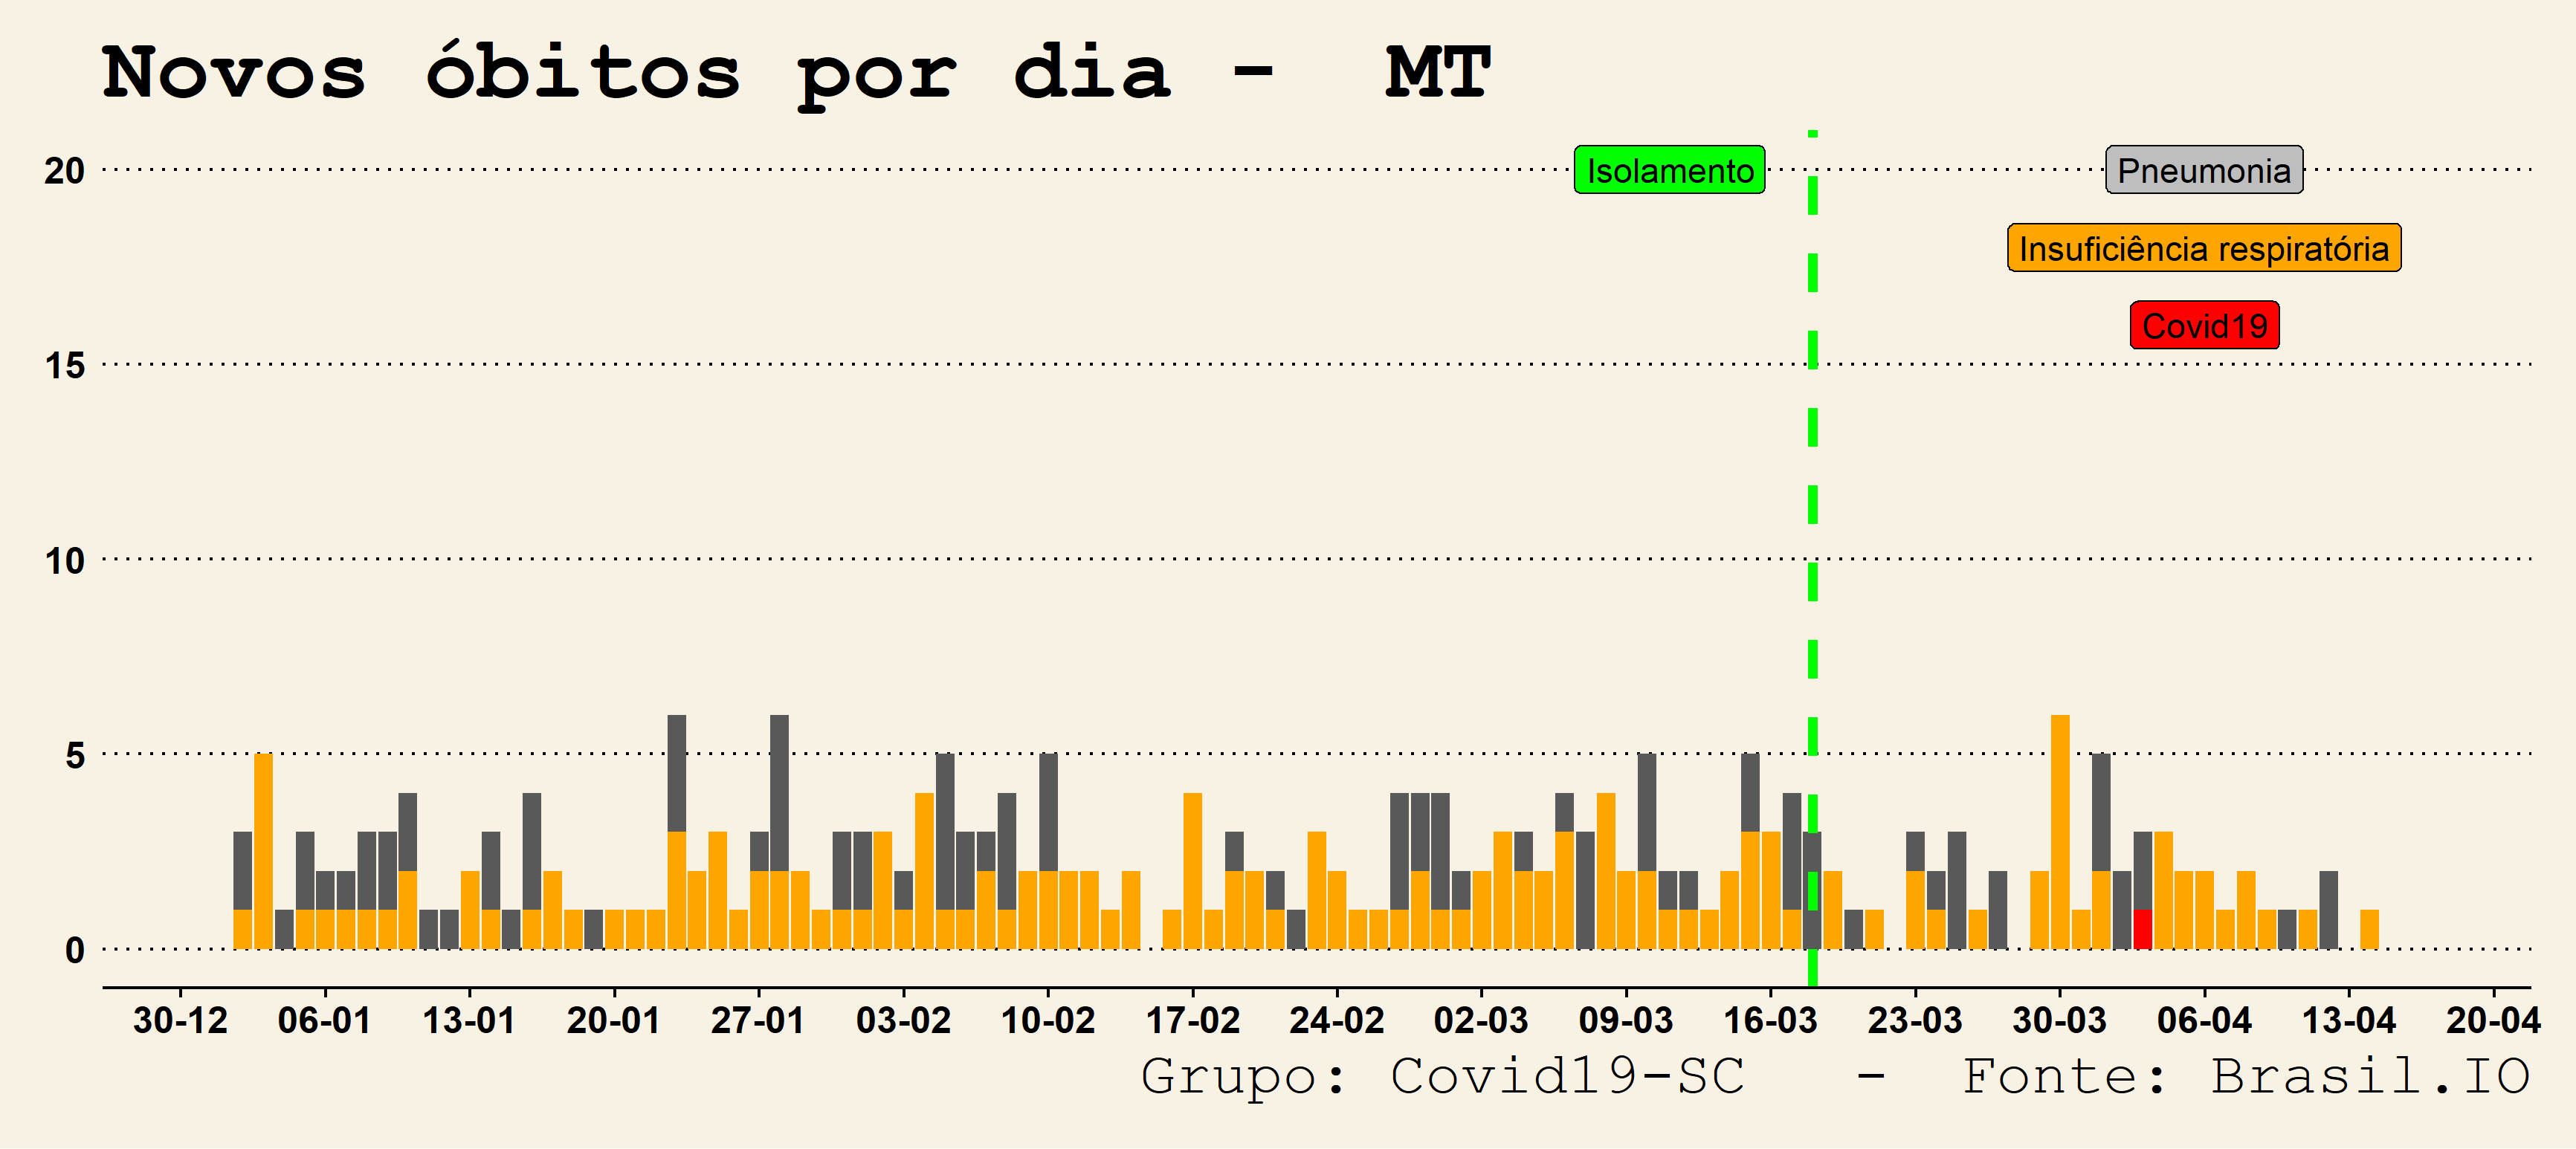 Novos óbitos por dia - MT
20
Isolamento
Pneumonia
Insuficiência respiratória
Covid19
15
10
5
0
30-12 06-01 13-01 20-01 27-01 03-02 10-02 17-02 24-02 02-03 09-03 16-03 23-03 30-03 06-04 13-04 20-04
Grupo: Covid19-SC - Fonte: Brasil.IO